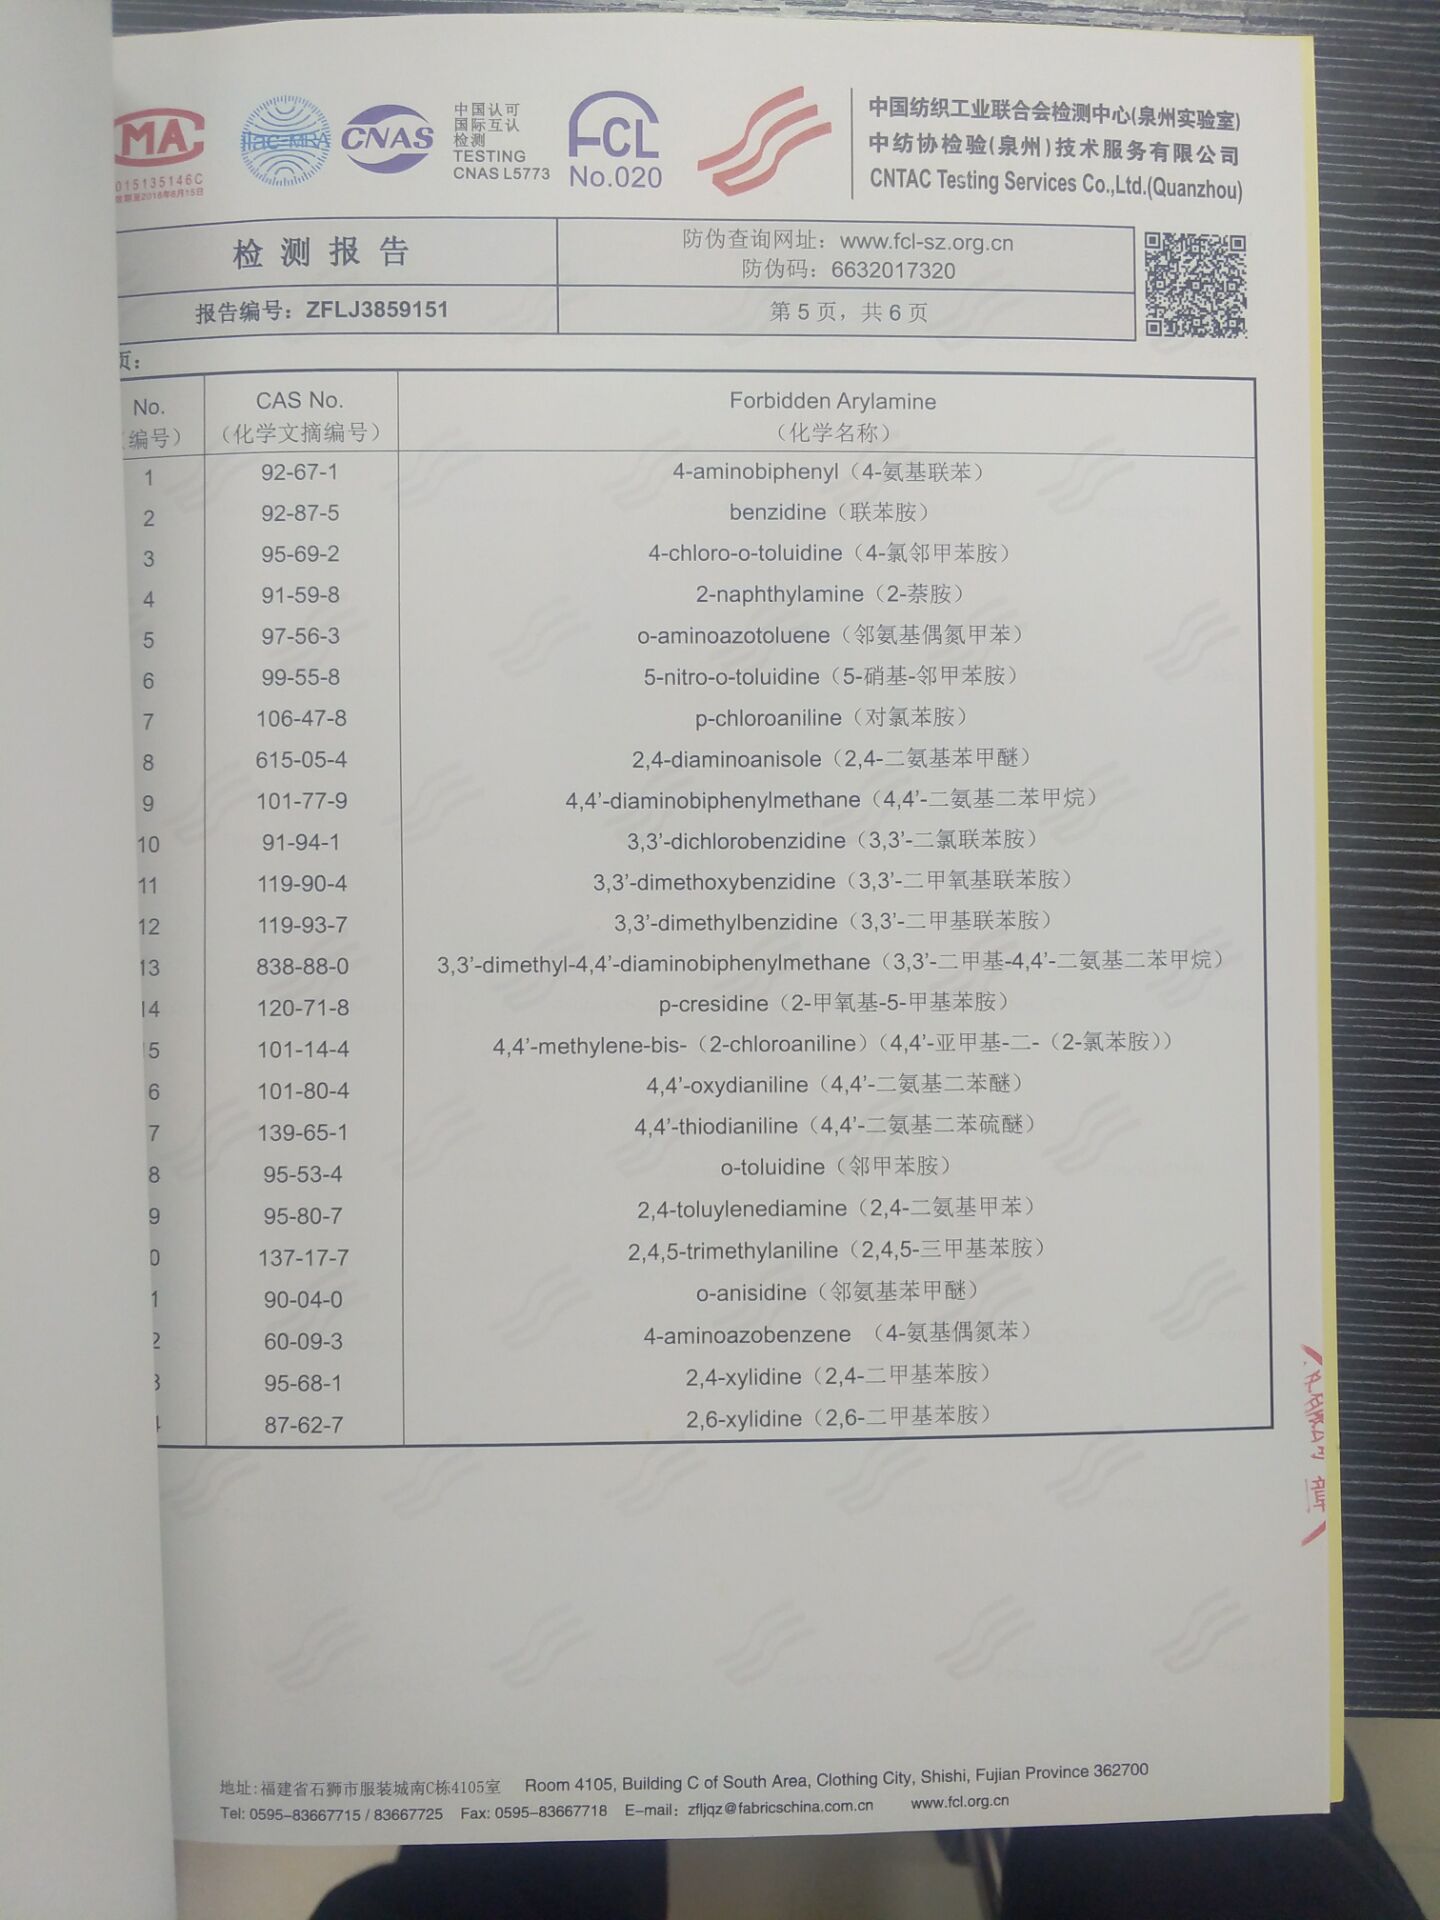 MA
015135146C
ilac-MRA
CNAS
中国认可
国际互认
检测
TESTING
CNAS L5773
FCL
No.020
中国纺织工业联合会检测中心(泉州实验室)
中纺协检验(泉州)技术服务有限公司
CNTAC Testing Services Co.,Ltd.(Quanzhou)
检测报告
防伪查询网址：www.fcl-sz.org.cn
防伪码：6632017320
报告编号：ZFLJ3859151
第 5 页，共 6 页
页：
No. CAS No. Forbidden Arylamine
编号） （化学文摘编号） （化学名称）
1 92-67-1 4-aminobiphenyl（4-氨基联苯）
2 92-87-5 benzidine（联苯胺）
3 95-69-2 4-chloro-o-toluidine（4-氯邻甲苯胺）
4 91-59-8 2-naphthylamine（2-萘胺）
5 97-56-3 o-aminoazotoluene（邻氨基偶氮甲苯）
6 99-55-8 5-nitro-o-toluidine（5-硝基-邻甲苯胺）
7 106-47-8 p-chloroaniline（对氯苯胺）
8 615-05-4 2,4-diaminoanisole（2,4-二氨基苯甲醚）
9 101-77-9 4,4’-diaminobiphenylmethane（4,4’-二氨基二苯甲烷）
10 91-94-1 3,3’-dichlorobenzidine（3,3’-二氯联苯胺）
11 119-90-4 3,3’-dimethoxybenzidine（3,3’-二甲氧基联苯胺）
12 119-93-7 3,3’-dimethylbenzidine（3,3’-二甲基联苯胺）
13 838-88-0 3,3’-dimethyl-4,4’-diaminobiphenylmethane（3,3’-二甲基-4,4’-二氨基二苯甲烷）
14 120-71-8 p-cresidine（2-甲氧基-5-甲基苯胺）
15 101-14-4 4,4’-methylene-bis-（2-chloroaniline）（4,4’-亚甲基-二-（2-氯苯胺））
6 101-80-4 4,4’-oxydianiline（4,4’-二氨基二苯醚）
7 139-65-1 4,4’-thiodianiline（4,4’-二氨基二苯硫醚）
8 95-53-4 o-toluidine（邻甲苯胺）
9 95-80-7 2,4-toluylenediamine（2,4-二氨基甲苯）
0 137-17-7 2,4,5-trimethylaniline（2,4,5-三甲基苯胺）
1 90-04-0 o-anisidine（邻氨基苯甲醚）
2 60-09-3 4-aminoazobenzene （4-氨基偶氮苯）
3 95-68-1 2,4-xylidine（2,4-二甲基苯胺）
4 87-62-7 2,6-xylidine（2,6-二甲基苯胺）
地址:福建省石狮市服装城南C栋4105室 Room 4105, Building C of South Area, Clothing City, Shishi, Fujian Province 362700
Tel: 0595–83667715 / 83667725 Fax: 0595–83667718 E–mail：zfljqz@fabricschina.com.cn www.fcl.org.cn